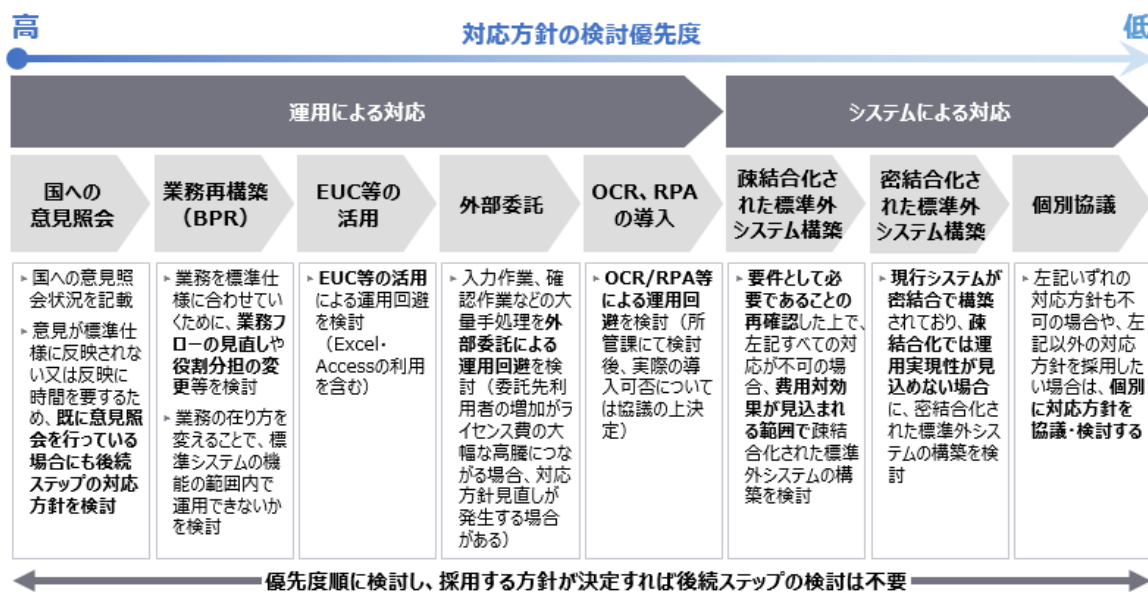 高
対応方針の検討優先度
低
運用による対応
システムによる対応
国への
意見照会
業務再構築
（BPR）
EUC等の
活用
外部委託
OCR、RPA
の導入
疎結合化さ
れた標準外
システム構築
密結合化さ
れた標準外
システム構築
個別協議
▸ 国への意見照
会状況を記載
▸ 意見が標準仕
様に反映されな
い又は反映に
時間を要するた
め、既に意見照
会を行っている
場合にも後続
ステップの対応
方針を検討
▸ 業務を標準仕
様に合わせてい
くために、業務フ
ローの見直しや
役割分担の変
更等を検討
▸ 業務の在り方を
変えることで、標
準システムの機
能の範囲内で
運用できないか
を検討
▸ EUC等の活用
による運用回避
を検討
（Excel・
Accessの利用
を含む）
▸ 入力作業、確
認作業などの大
量手処理を外
部委託による
運用回避を検
討（委託先利
用者の増加がラ
イセンス費の大
幅な高騰につな
がる場合、対応
方針見直しが
発生する場合
がある）
▸ OCR/RPA等
による運用回
避を検討（所
管課にて検討
後、実際の導
入可否について
は協議の上決
定）
▸ 要件として必
要であることの
再確認した上で、
左記すべての対
応が不可の場
合、費用対効
果が見込まれ
る範囲で疎結
合化された標準
外システムの構
築を検討
▸ 現行システムが
密結合で構築
されており、疎
結合化では運
用実現性が見
込めない場合
に、密結合化さ
れた標準外シス
テムの構築を検
討
▸ 左記いずれの
対応方針も不
可の場合や、左
記以外の対応
方針を採用した
い場合は、個別
に対応方針を
協議・検討する
優先度順に検討し、採用する方針が決定すれば後続ステップの検討は不要